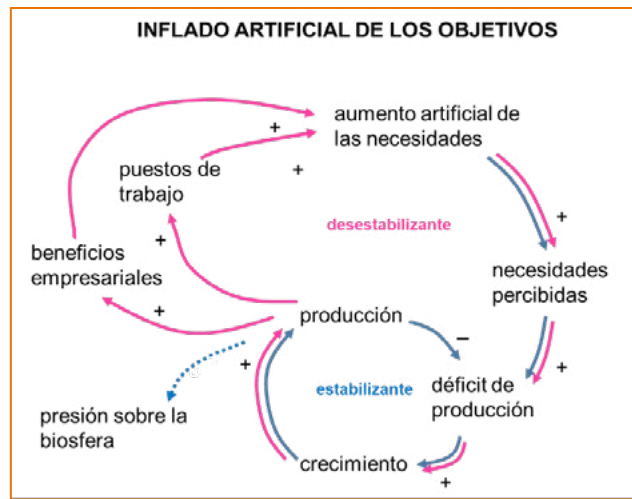 INFLADO ARTIFICIAL DE LOS OBJETIVOS
aumento artificial de
las necesidades
+
+
puestos de
trabajo
desestabilizante
+
+
beneficios
empresariales
necesidades
percibidas
+
producción
−
+
+
estabilizante
déficit de
producción
presión sobre la
biosfera
crecimiento
+